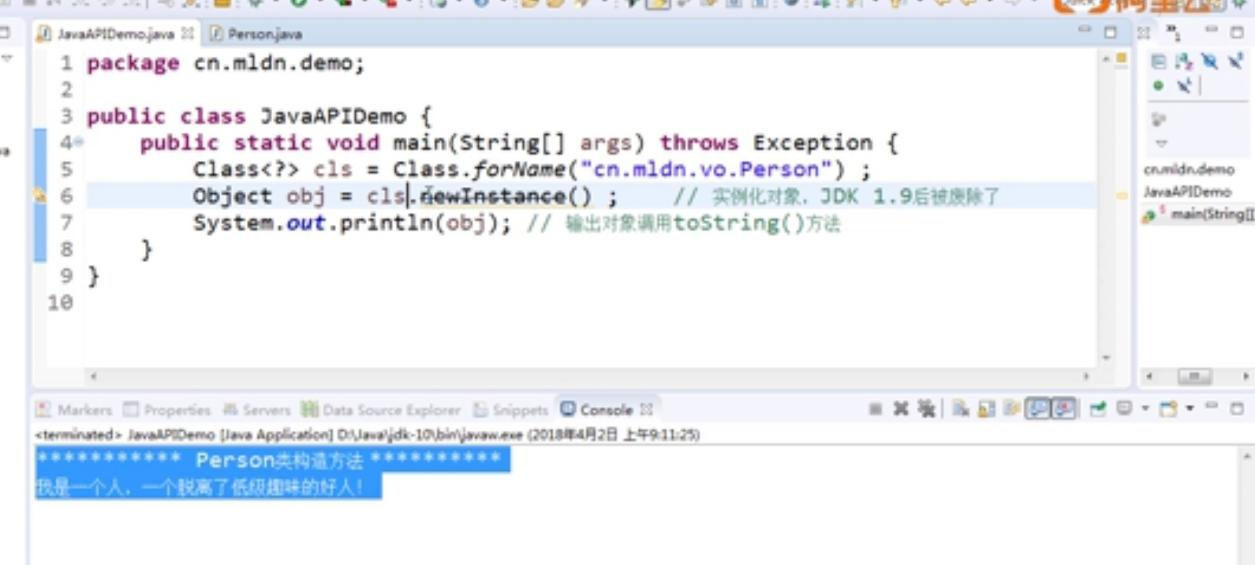 JavaAPIDemo.java
Person.java
1 package cn.mldn.demo;
2
3 public class JavaAPIDemo {
4 public static void main(String[] args) throws Exception {
5 Class<?> cls = Class.forName("cn.mldn.vo.Person") ;
6 Object obj = cls.newInstance() ; // 实例化对象，JDK 1.9后被废除了
7 System.out.println(obj); // 输出对象调用toString()方法
8 }
9 }
10
cn.mldn.demo
JavaAPIDemo
main(String[]
Markers Properties Servers Data Source Explorer Snippets Console
<terminated> JavaAPIDemo [Java Application] D:\Java\jdk-10\bin\javaw.exe (2018年4月2日 上午9:11:25)
*********** Person类构造方法 **********
我是一个人，一个脱离了低级趣味的好人！